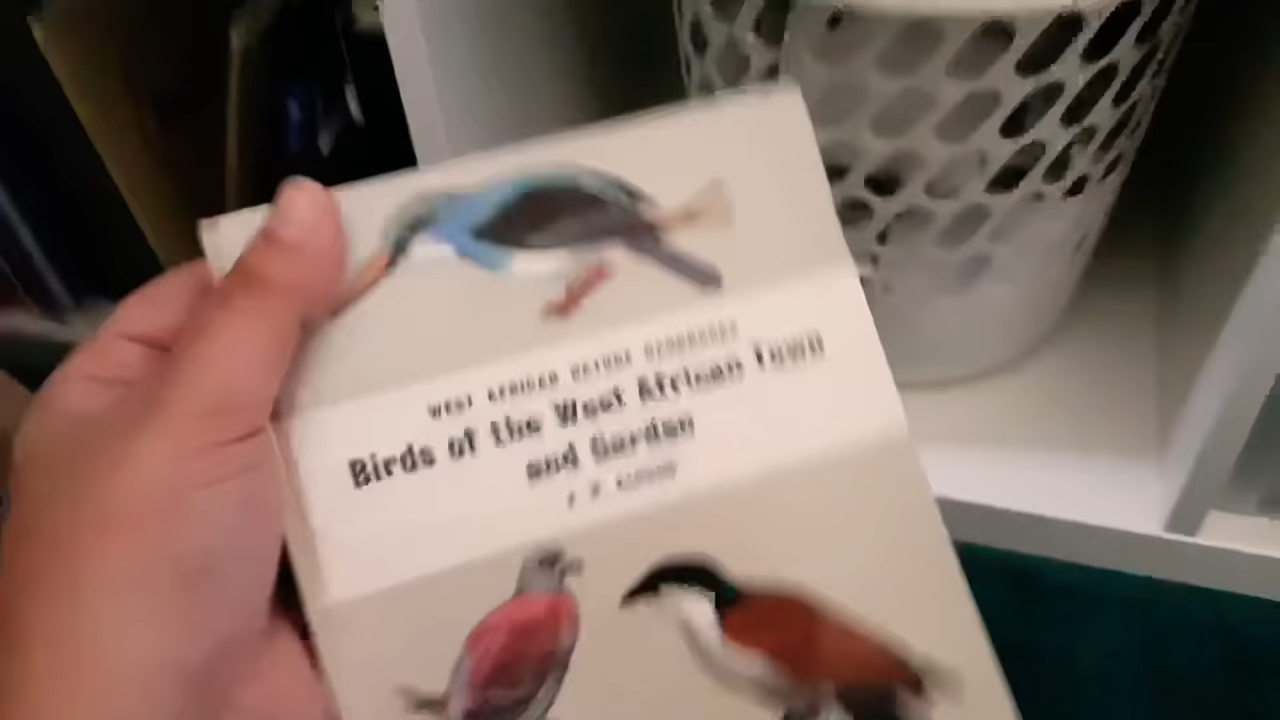 WEST AFRICAN NATURE HANDBOOKS
Birds of the West African Town
and Garden